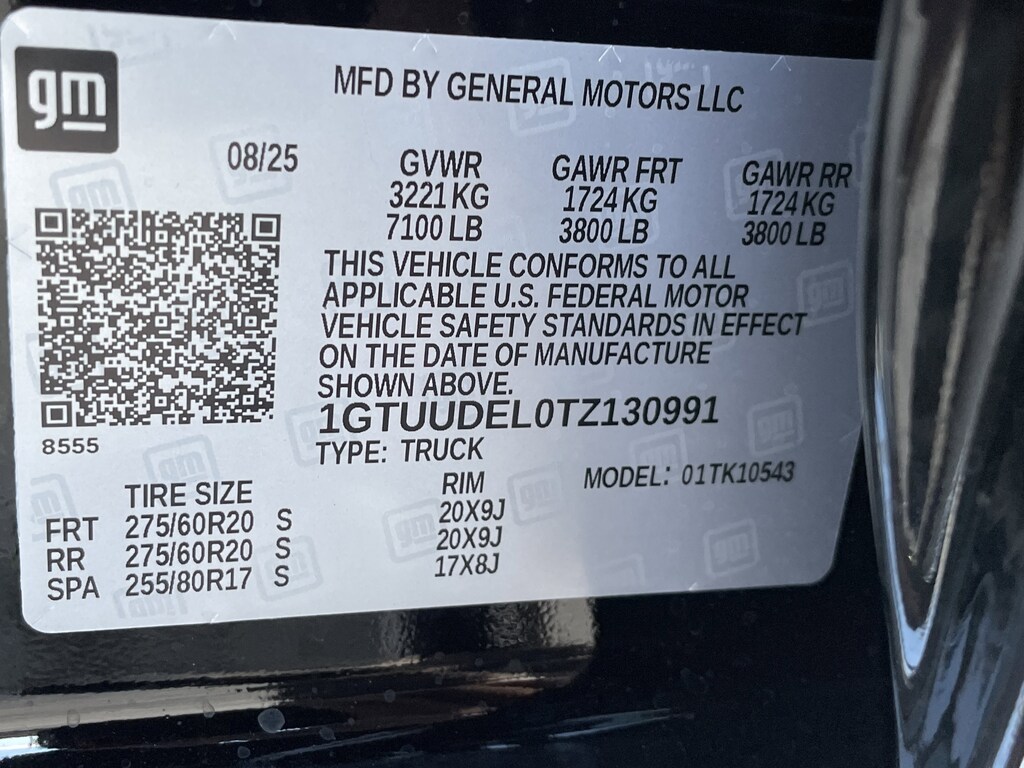 gm
MFD BY GENERAL MOTORS LLC
08/25 GVWR GAWR FRT GAWR RR
3221 KG 1724 KG 1724 KG
7100 LB 3800 LB 3800 LB
THIS VEHICLE CONFORMS TO ALL
APPLICABLE U.S. FEDERAL MOTOR
VEHICLE SAFETY STANDARDS IN EFFECT
ON THE DATE OF MANUFACTURE
SHOWN ABOVE.
1GTUUDEL0TZ130991
8555
TYPE: TRUCK
MODEL: 01TK10543
TIRE SIZE RIM
FRT 275/60R20 S 20X9J
RR 275/60R20 S 20X9J
SPA 255/80R17 S 17X8J